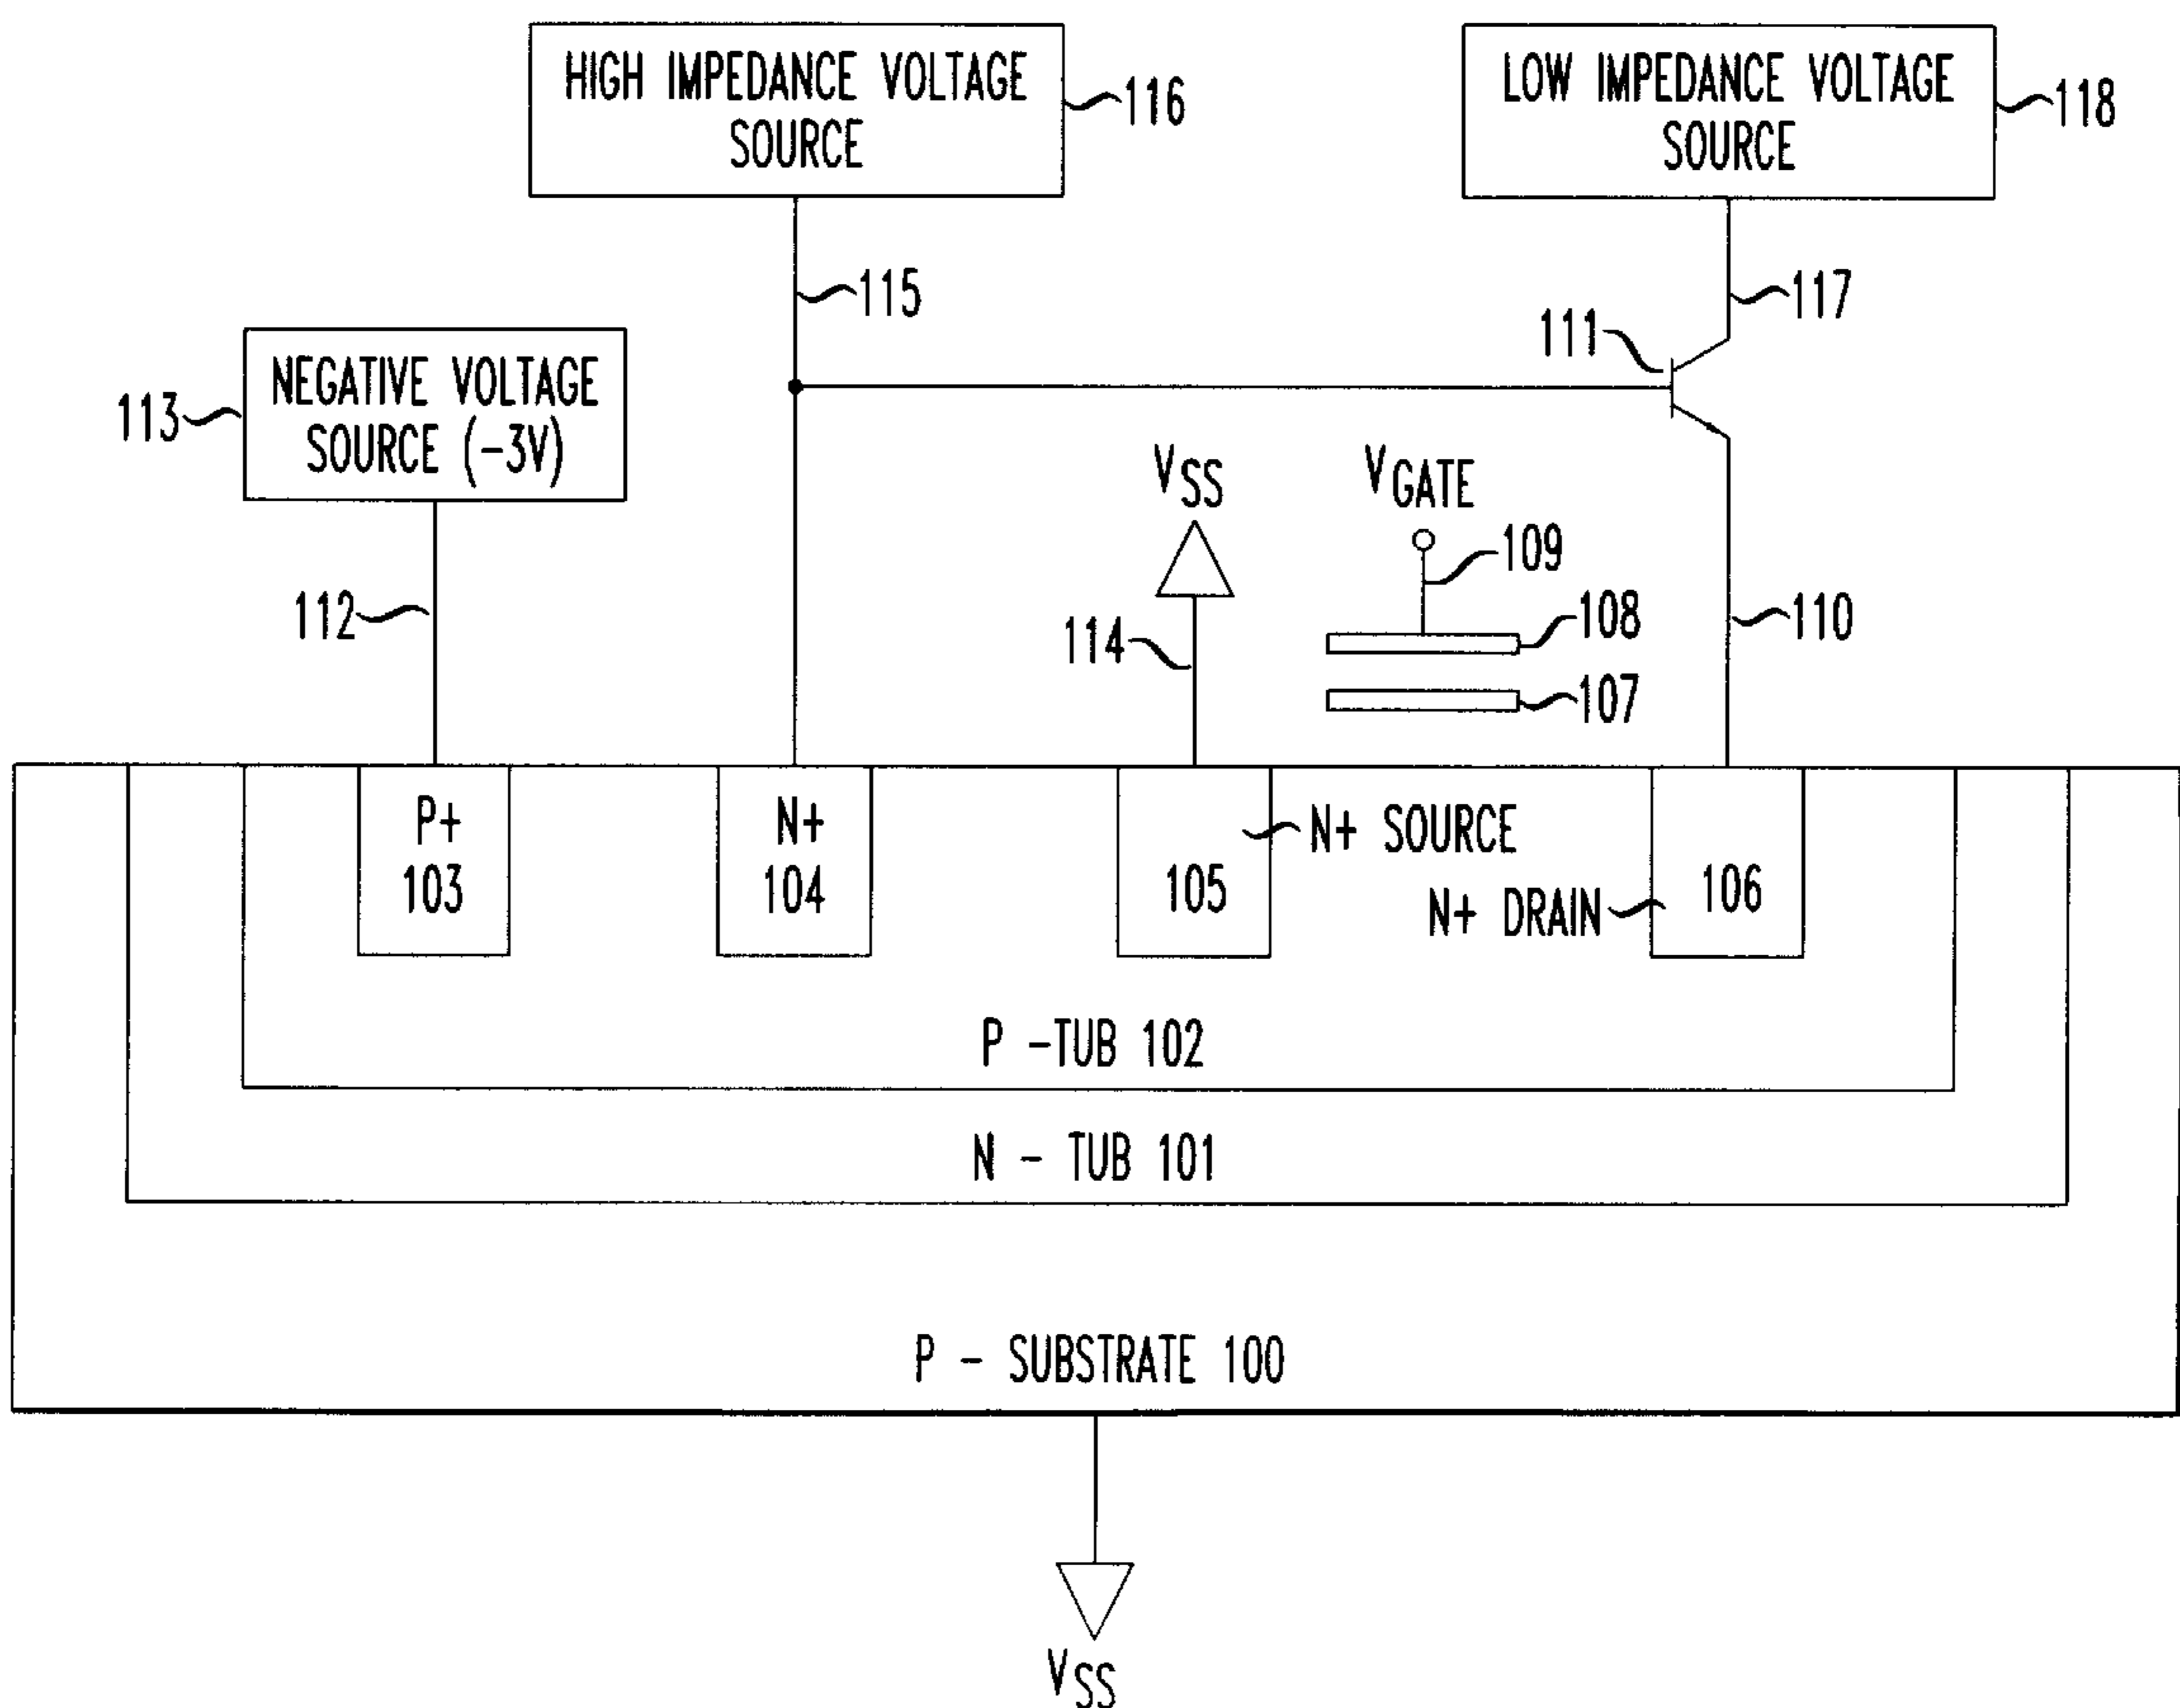 HIGH IMPEDANCE VOLTAGE
SOURCE
116
LOW IMPEDANCE VOLTAGE
SOURCE
118
115
117
111
NEGATIVE VOLTAGE
SOURCE (-3V)
113
VSS
VGATE
109
112
114
108
110
107
P+
103
N+
104
N+ SOURCE
105
N+ DRAIN
106
P -TUB 102
N - TUB 101
P - SUBSTRATE 100
VSS